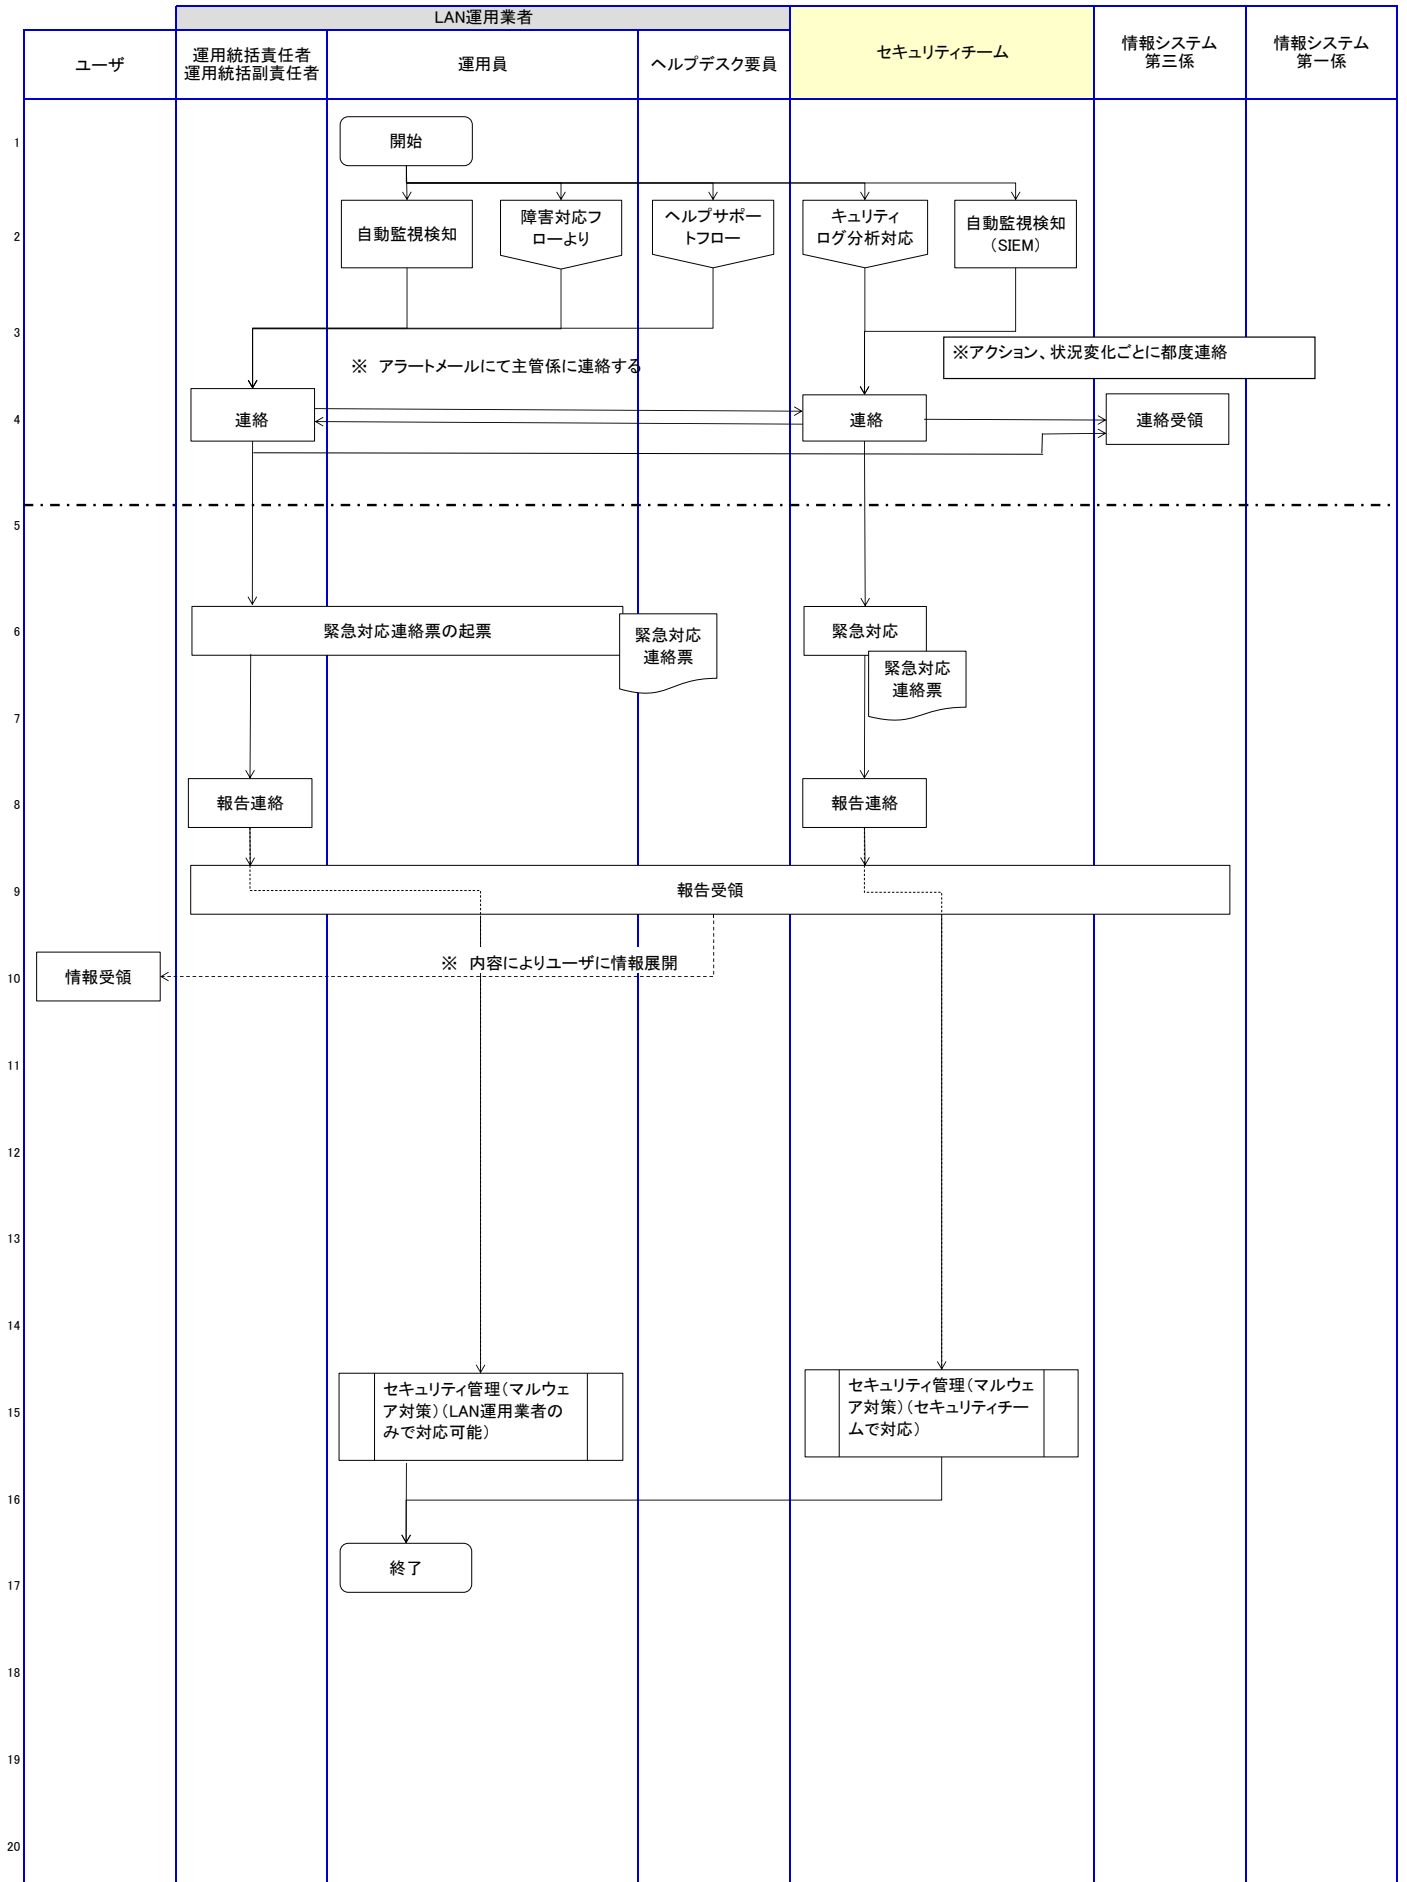 LAN運用業者
ユーザ
運用統括責任者
運用統括副責任者
運用員
ヘルプデスク要員
セキュリティチーム
情報システム
第三係
情報システム
第一係
1
開始
2
自動監視検知
障害対応フ
ローより
ヘルプサポー
トフロー
キュリティ
ログ分析対応
自動監視検知
（SIEM）
3
※ アラートメールにて主管係に連絡する
※アクション、状況変化ごとに都度連絡
4
連絡
連絡
連絡受領
5
6
緊急対応連絡票の起票
緊急対応
連絡票
緊急対応
緊急対応
連絡票
7
8
報告連絡
報告連絡
9
報告受領
※ 内容によりユーザに情報展開
10
情報受領
11
12
13
14
15
セキュリティ管理（マルウェ
ア対策）（LAN運用業者の
みで対応可能）
セキュリティ管理（マルウェ
ア対策）（セキュリティチー
ムで対応）
16
終了
17
18
19
20